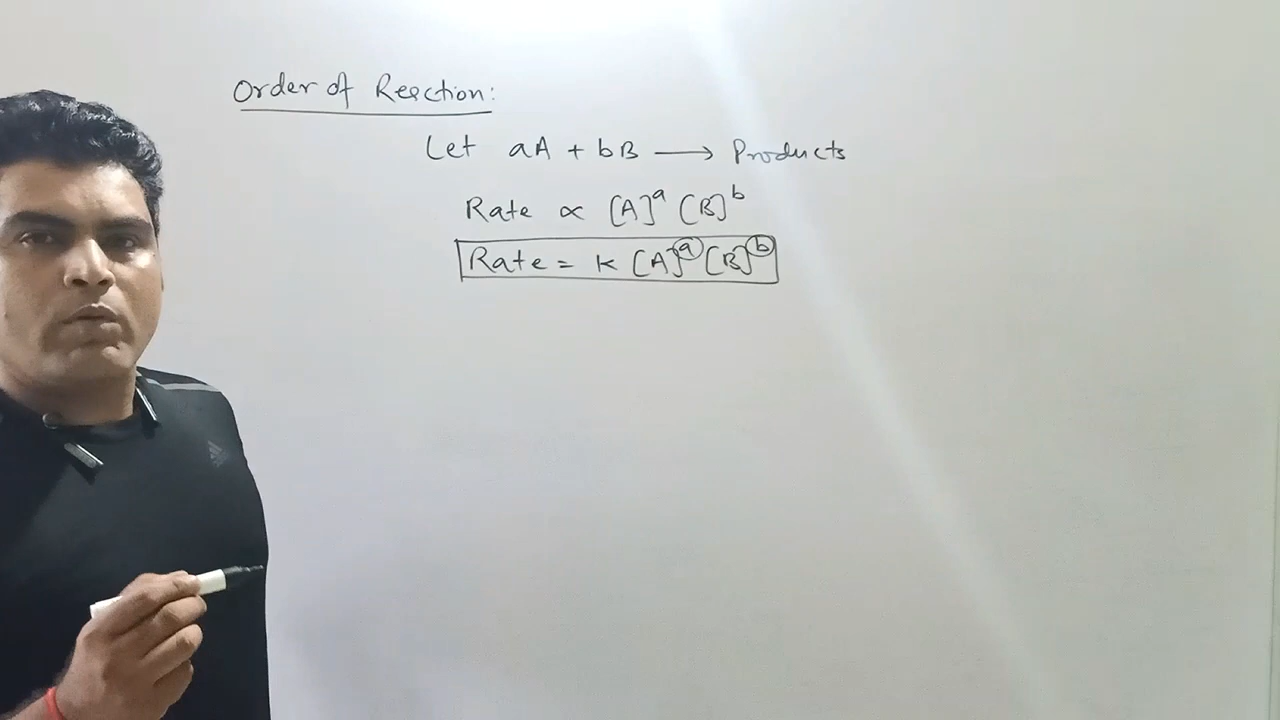 Order of Reaction:
Let aA + bB ⟶ Products
Rate ∝ [A]^a [B]^b
Rate = K [A]^a [B]^b